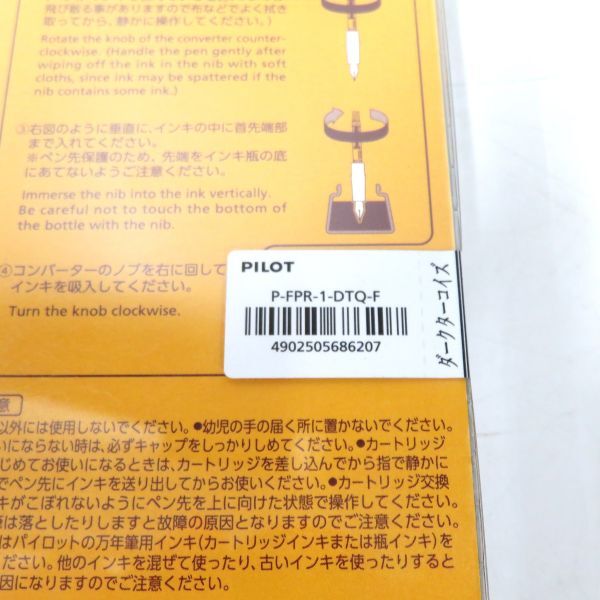 飛び散る事がありますので布などでよく拭き
取ってから、静かに操作してください。)
Rotate the knob of the converter counter-
clockwise. (Handle the pen gently after
wiping off the ink in the nib with soft
cloths, since ink may be spattered if the
nib contains some ink.)
③右図のように垂直に、インキの中に首先端部
まで入れてください。
※ペン先保護のため、先端をインキ瓶の底
にあてないようご注意ください。
Immerse the nib into the ink vertically.
Be careful not to touch the bottom of
the bottle with the nib.
④コンバーターのノブを右に回して
インキを吸入してください。
Turn the knob clockwise.
PILOT
P-FPR-1-DTQ-F
4902505686207
ダークターコイズ
意
以外には使用しないでください。●幼児の手の届く所に置かないでください。
いにならない時は、必ずキャップをしっかりしめてください。●カートリッジ
じめてお使いになるときは、カートリッジを差し込んでから指で静かに
でペン先にインキを送り出してからお使いください。●カートリッジ交換
キがこぼれないようにペン先を上に向けた状態で操作してください。
筆は落としたりしますと故障の原因となりますのでご注意ください。
はパイロットの万年筆用インキ(カートリッジインキまたは瓶インキ)を
ださい。他のインキを混ぜて使ったり、古いインキを使ったりすると
因になりますのでご注意ください。